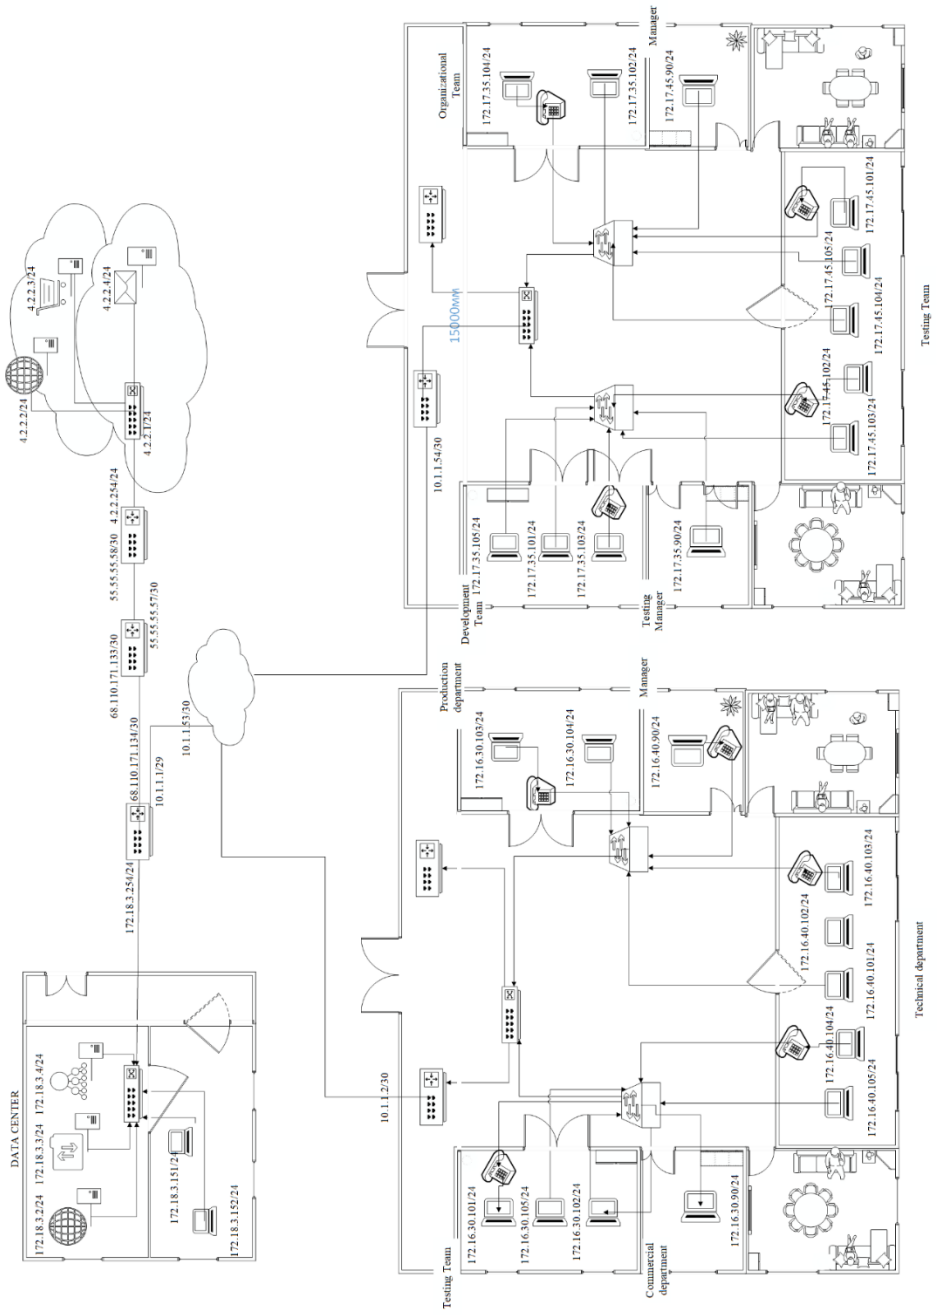 DATA CENTER
172.18.3.2/24
172.18.3.3/24
172.18.3.4/24
172.18.3.151/24
172.18.3.152/24
172.18.3.254/24
68.110.171.134/30
10.1.1.1/29
10.1.1.53/30
68.110.171.133/30
55.55.55.57/30
55.55.55.58/30
4.2.2.254/24
4.2.2.1/24
4.2.2.2/24
4.2.2.3/24
4.2.2.4/24
10.1.1.2/30
Testing Team
172.16.30.101/24
172.16.30.105/24
172.16.30.102/24
Commercial
department
172.16.30.90/24
Production
department
172.16.30.103/24
172.16.30.104/24
Manager
172.16.40.90/24
172.16.40.105/24
172.16.40.104/24
172.16.40.101/24
172.16.40.102/24
172.16.40.103/24
Technical department
10.1.1.54/30
15000мм
Development
Team
172.17.35.105/24
172.17.35.101/24
172.17.35.103/24
Testing
Manager
172.17.35.90/24
Organizational
Team
172.17.35.104/24
172.17.35.102/24
Manager
172.17.45.90/24
172.17.45.103/24
172.17.45.102/24
172.17.45.104/24
172.17.45.105/24
172.17.45.101/24
Testing Team